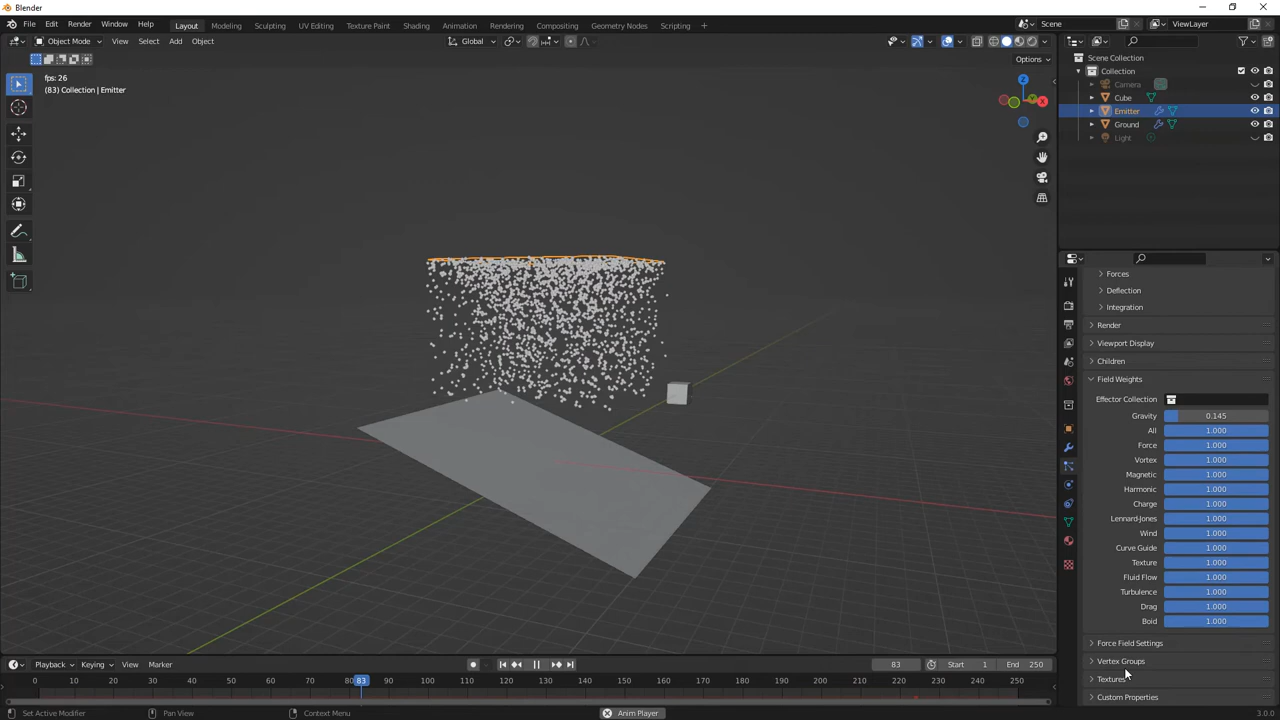 Blender
File Edit Render Window Help Layout Modeling Sculpting UV Editing Texture Paint Shading Animation Rendering Compositing Geometry Nodes Scripting + Scene ViewLayer
Object Mode View Select Add Object Global
Options
fps: 26
(83) Collection | Emitter
Z
Y
X
Scene Collection
Collection
Camera
Cube
Emitter
Ground
Light
Forces
Deflection
Integration
Render
Viewport Display
Children
Field Weights
Effector Collection
Gravity 0.145
All 1.000
Force 1.000
Vortex 1.000
Magnetic 1.000
Harmonic 1.000
Charge 1.000
Lennard-Jones 1.000
Wind 1.000
Curve Guide 1.000
Texture 1.000
Fluid Flow 1.000
Turbulence 1.000
Drag 1.000
Boid 1.000
Force Field Settings
Vertex Groups
Textures
Custom Properties
Playback Keying View Marker 83 Start 1 End 250
0 10 20 30 40 50 60 70 80 83 90 100 110 120 130 140 150 160 170 180 190 200 210 220 230 240 250
Set Active Modifier Pan View Context Menu Anim Player 3.0.0